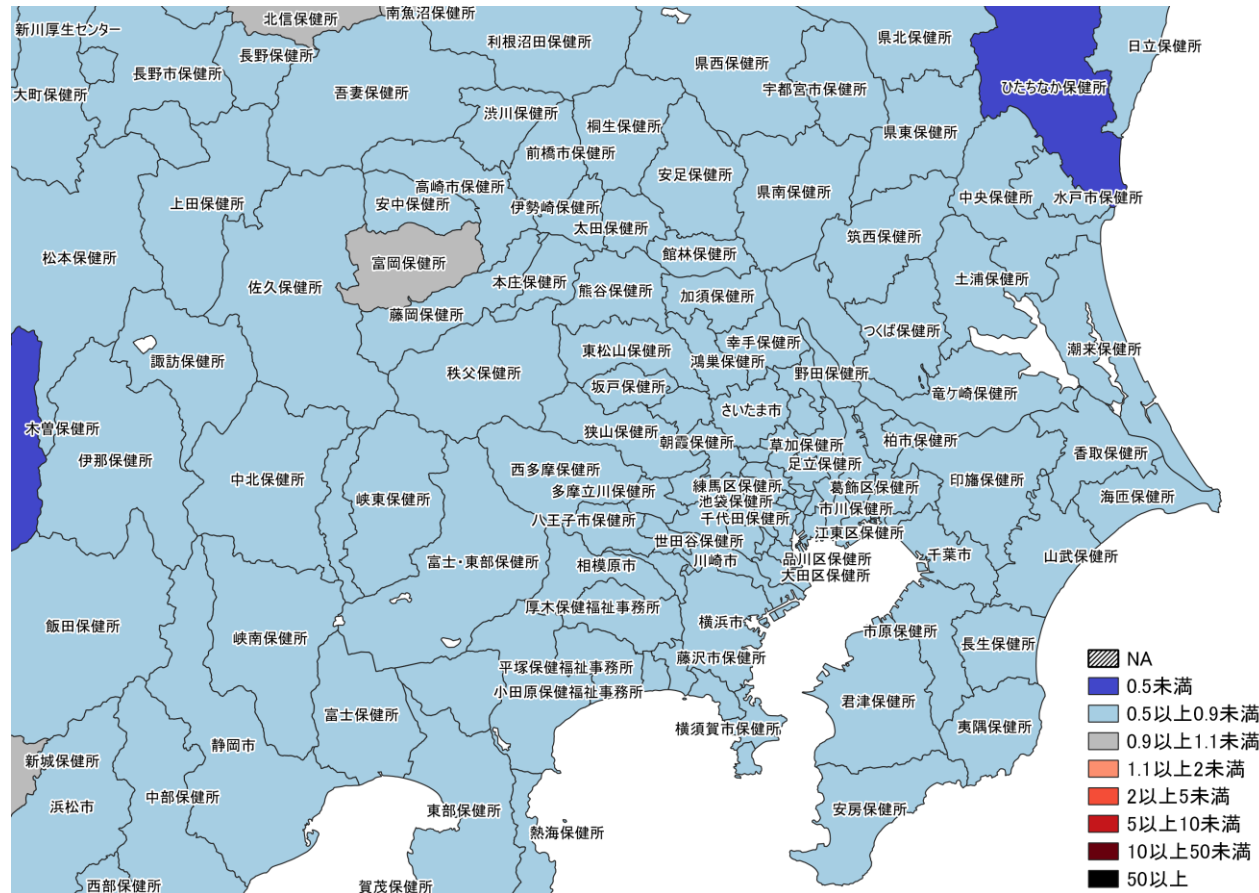 北信保健所
南魚沼保健所
新川厚生センター
県北保健所
利根沼田保健所
日立保健所
長野保健所
県西保健所
長野市保健所
大町保健所
吾妻保健所
宇都宮市保健所
ひたちなか保健所
渋川保健所
桐生保健所
県東保健所
前橋市保健所
安足保健所
高崎市保健所
県南保健所
上田保健所
安中保健所
伊勢崎保健所
中央保健所
水戸市保健所
太田保健所
筑西保健所
松本保健所
富岡保健所
館林保健所
佐久保健所
本庄保健所
熊谷保健所
加須保健所
土浦保健所
藤岡保健所
つくば保健所
幸手保健所
潮来保健所
東松山保健所
鴻巣保健所
諏訪保健所
秩父保健所
野田保健所
坂戸保健所
竜ケ崎保健所
さいたま市
木曽保健所
狭山保健所
朝霞保健所
草加保健所
柏市保健所
伊那保健所
足立保健所
香取保健所
西多摩保健所
中北保健所
練馬区保健所
葛飾区保健所
印旛保健所
多摩立川保健所
峡東保健所
池袋保健所
海匝保健所
市川保健所
八王子市保健所
千代田保健所
江東区保健所
世田谷保健所
千葉市
山武保健所
富士・東部保健所
相模原市
川崎市
品川区保健所
大田区保健所
厚木保健福祉事務所
飯田保健所
峡南保健所
横浜市
市原保健所
長生保健所
藤沢市保健所
平塚保健福祉事務所
小田原保健福祉事務所
君津保健所
富士保健所
横須賀市保健所
夷隅保健所
静岡市
新城保健所
中部保健所
浜松市
東部保健所
安房保健所
熱海保健所
西部保健所
賀茂保健所
NA
0.5未満
0.5以上0.9未満
0.9以上1.1未満
1.1以上2未満
2以上5未満
5以上10未満
10以上50未満
50以上